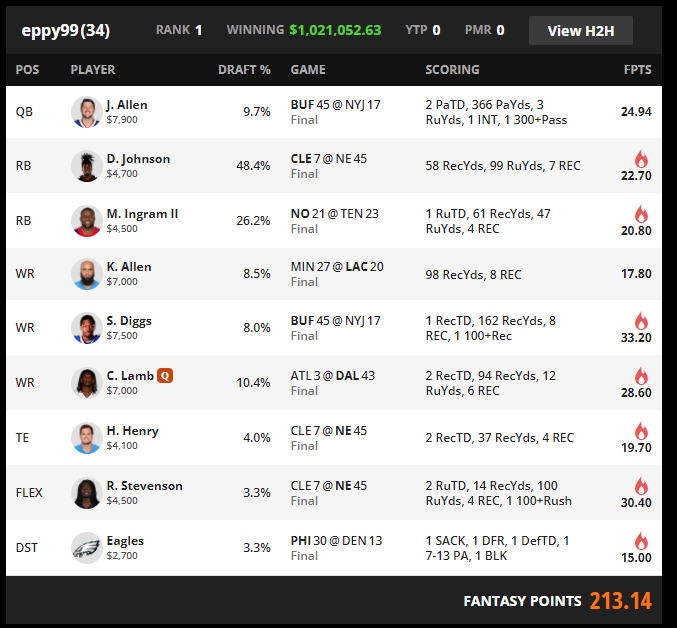 eppy99(34) RANK 1 WINNING $1,021,052.63 YTP 0 PMR 0 View H2H
POS PLAYER DRAFT % GAME SCORING FPTS
QB J. Allen 9.7% BUF 45 @ NYJ 17 2 PaTD, 366 PaYds, 3 24.94
$7,900 Final RuYds, 1 INT, 1 300+Pass
RB D. Johnson 48.4% CLE 7 @ NE 45 58 RecYds, 99 RuYds, 7 REC
$4,700 Final 22.70
RB M. Ingram II 26.2% NO 21 @ TEN 23 1 RuTD, 61 RecYds, 47
$4,500 Final RuYds, 4 REC 20.80
WR K. Allen 8.5% MIN 27 @ LAC 20 98 RecYds, 8 REC 17.80
$7,000 Final
WR S. Diggs 8.0% BUF 45 @ NYJ 17 1 RecTD, 162 RecYds, 8
$7,500 Final REC, 1 100+Rec 33.20
WR C. Lamb Q 10.4% ATL 3 @ DAL 43 2 RecTD, 94 RecYds, 12
$7,000 Final RuYds, 6 REC 28.60
TE H. Henry 4.0% CLE 7 @ NE 45 2 RecTD, 37 RecYds, 4 REC
$4,100 Final 19.70
FLEX R. Stevenson 3.3% CLE 7 @ NE 45 2 RuTD, 14 RecYds, 100
$4,500 Final RuYds, 4 REC, 1 100+Rush 30.40
DST Eagles 3.3% PHI 30 @ DEN 13 1 SACK, 1 DFR, 1 DefTD, 1
$2,700 Final 7-13 PA, 1 BLK 15.00
FANTASY POINTS 213.14